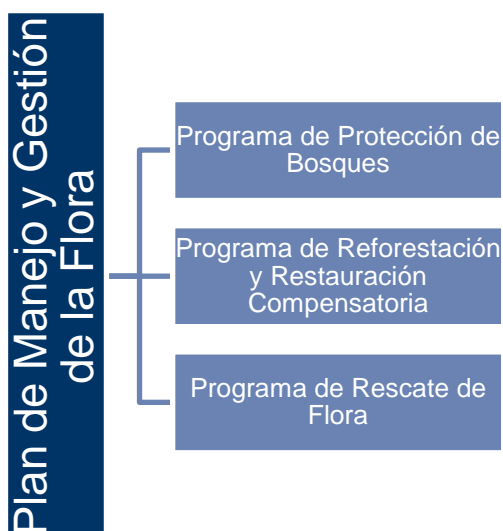 Plan de Manejo y Gestión
de la Flora
Programa de Protección de
Bosques
Programa de Reforestación
y Restauración
Compensatoria
Programa de Rescate de
Flora